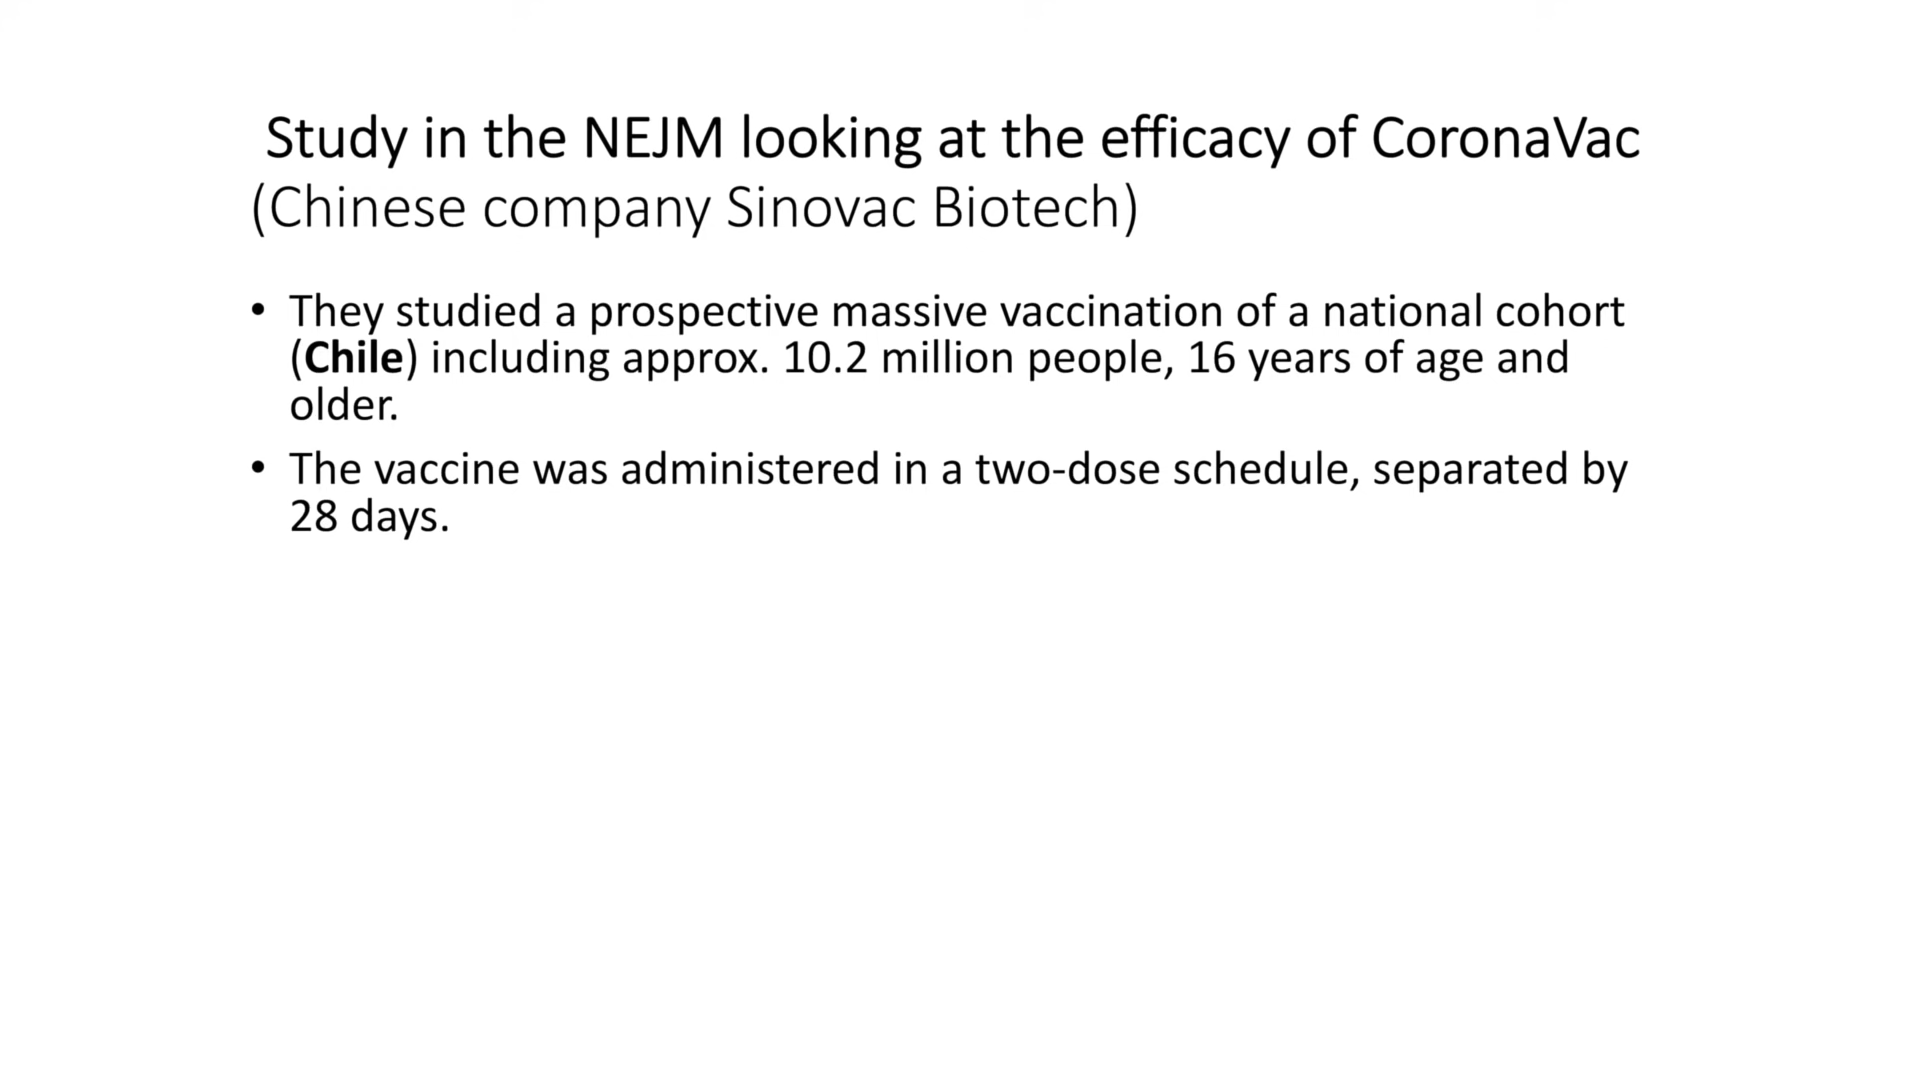 Study in the NEJM looking at the efficacy of CoronaVac
(Chinese company Sinovac Biotech)
• They studied a prospective massive vaccination of a national cohort
(Chile) including approx. 10.2 million people, 16 years of age and
older.
• The vaccine was administered in a two-dose schedule, separated by
28 days.